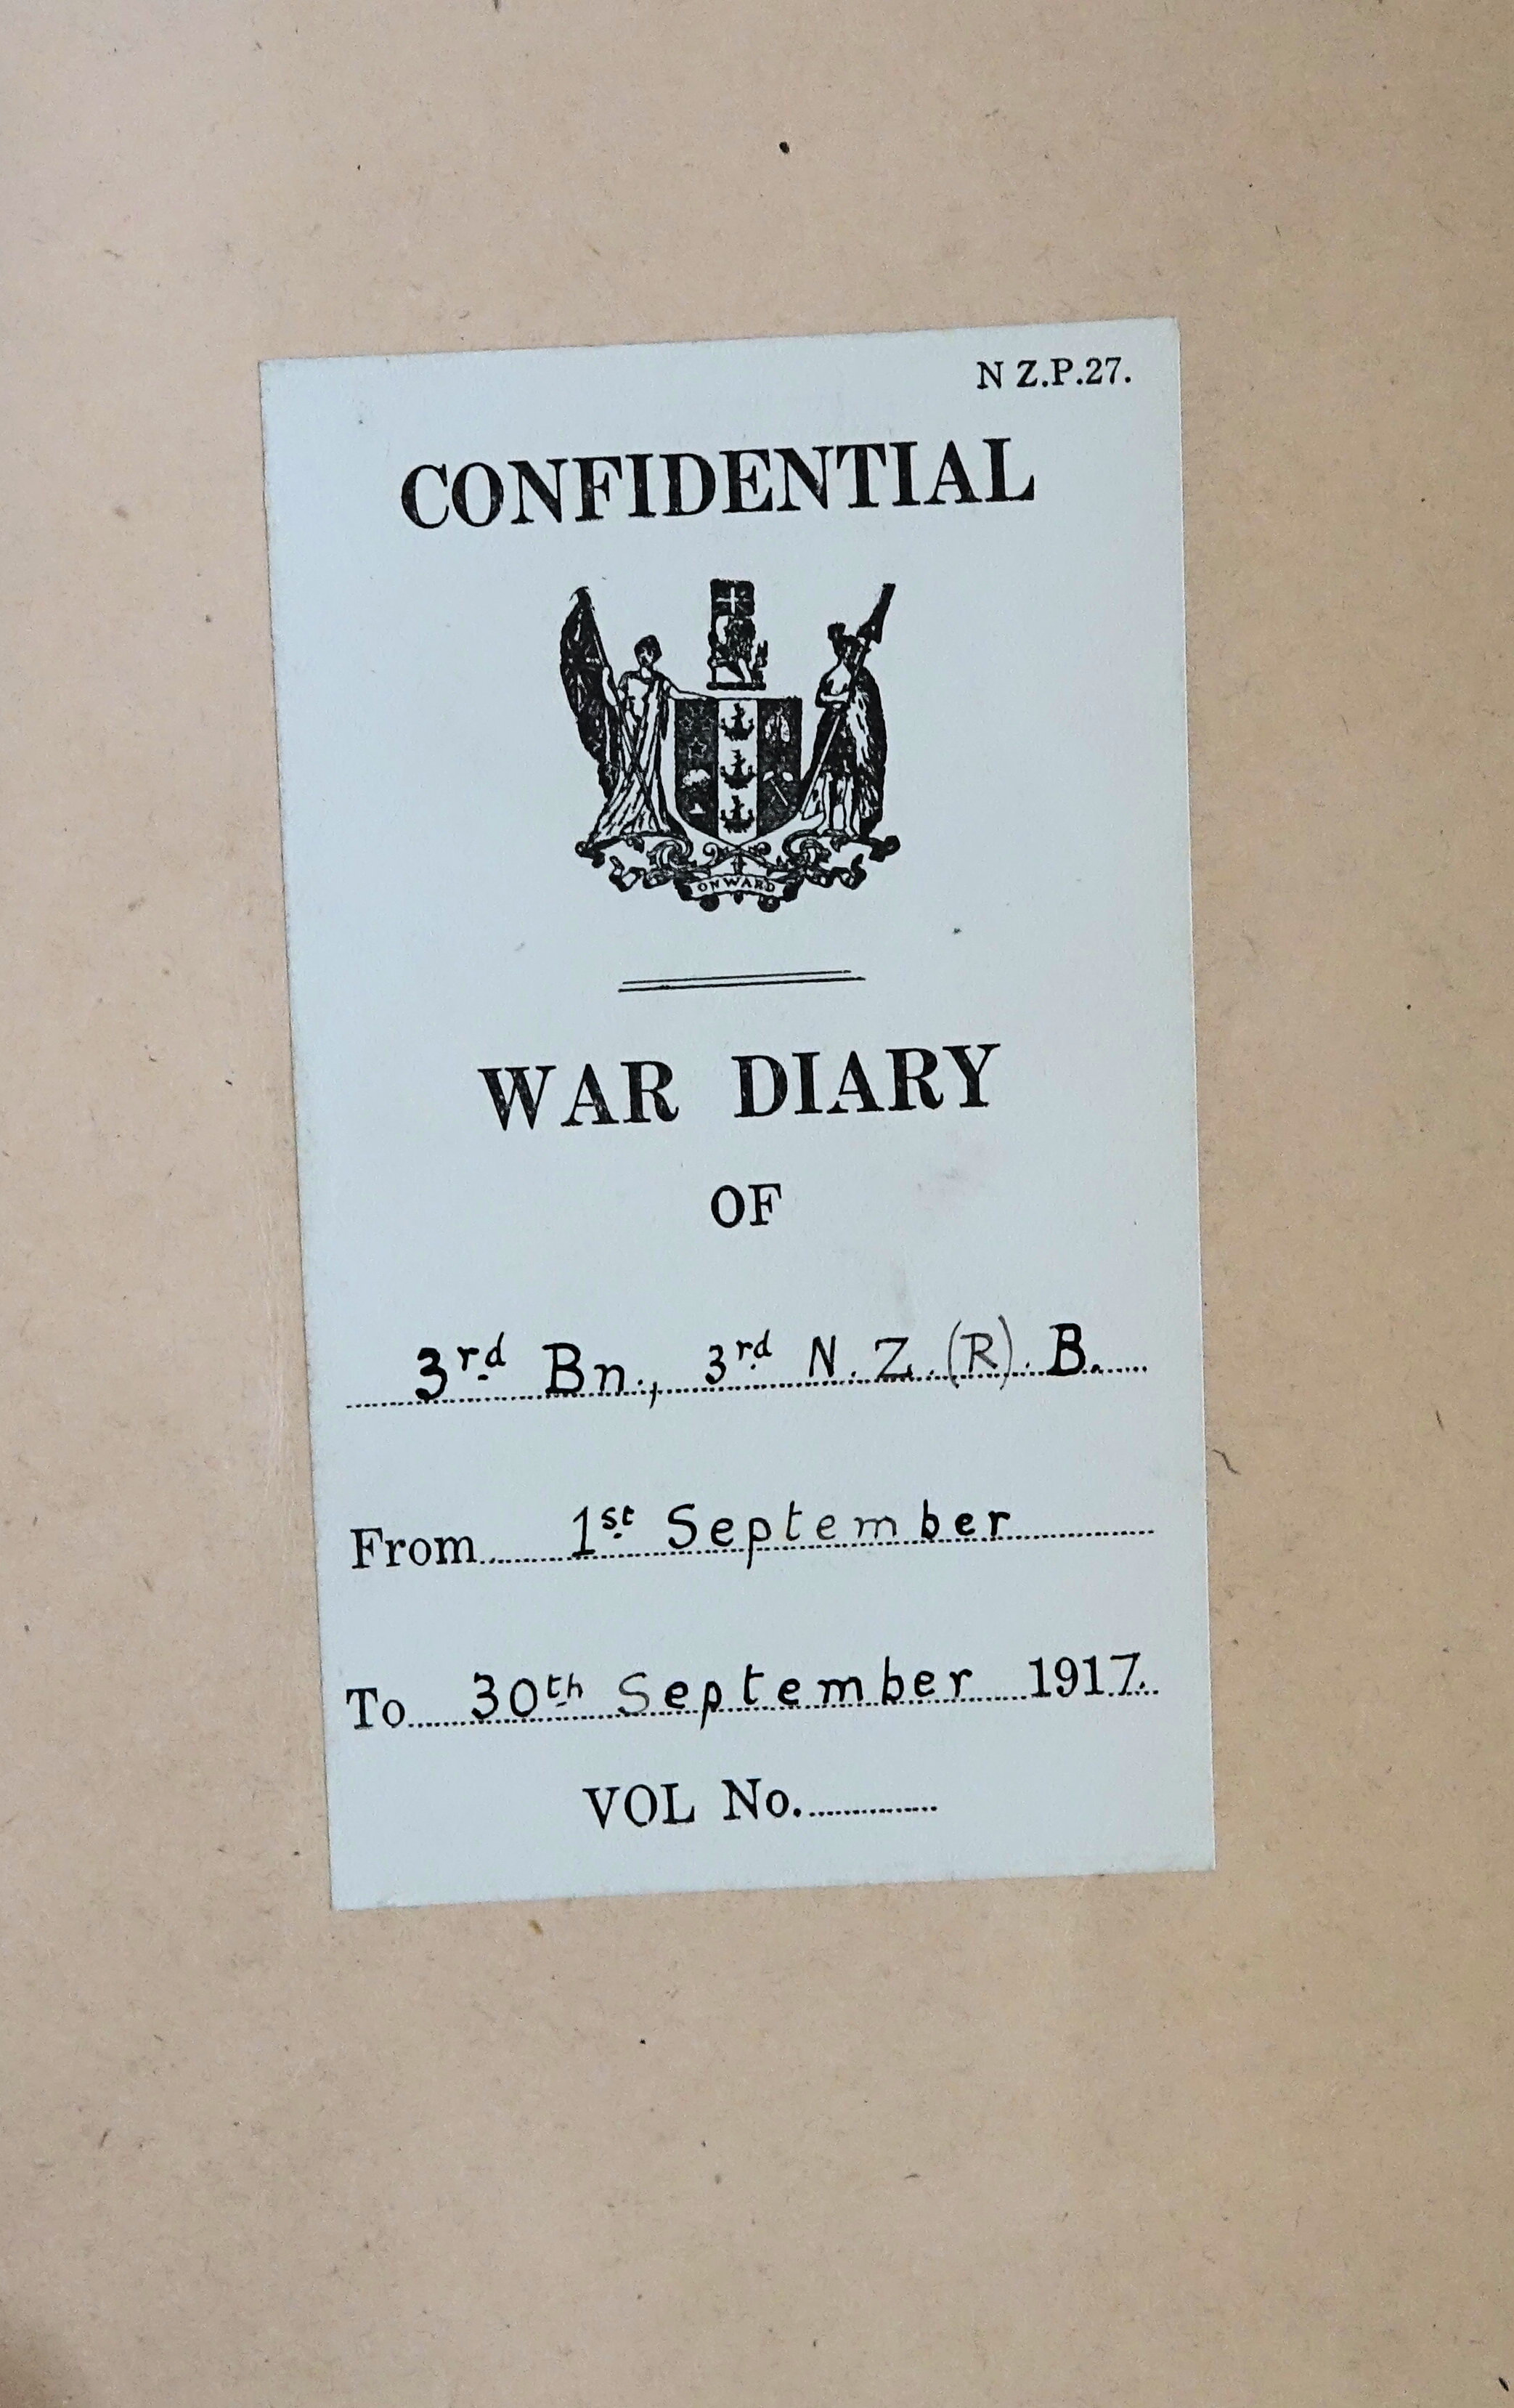 N Z.P.27.
CONFIDENTIAL
ONWARD
WAR DIARY
OF
3rd Bn., 3rd N.Z.(R).B.
From 1st September
To 30th September 1917.
VOL No.